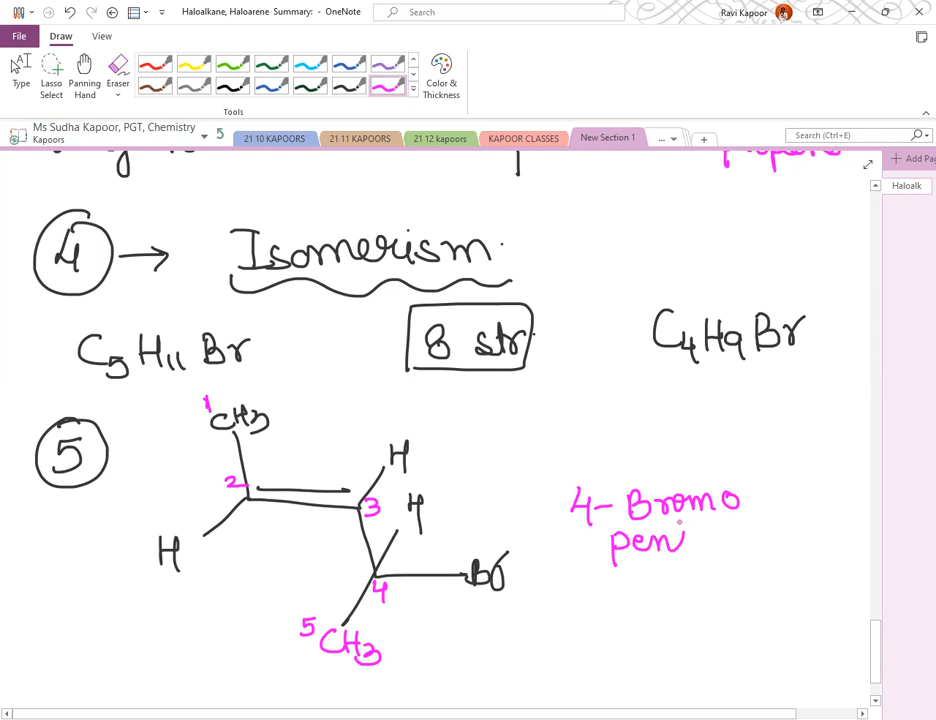 Haloalkane, Haloarene Summary: - OneNote
Search
Ravi Kapoor
File Draw View
Type
Lasso Select
Panning Hand
Eraser
Color & Thickness
Tools
Ms Sudha Kapoor, PGT, Chemistry
Kapoors
21 10 KAPOORS
21 11 KAPOORS
21 12 kapoors
KAPOOR CLASSES
New Section 1
...
+
Search (Ctrl+E)
+ Add Pag
Haloalk
4 → Isomerism
C5H11Br
8 str
C4H9Br
5
1 CH3
H
2
3
H
H
4 - Bromo
pen
Br
4
5 CH3